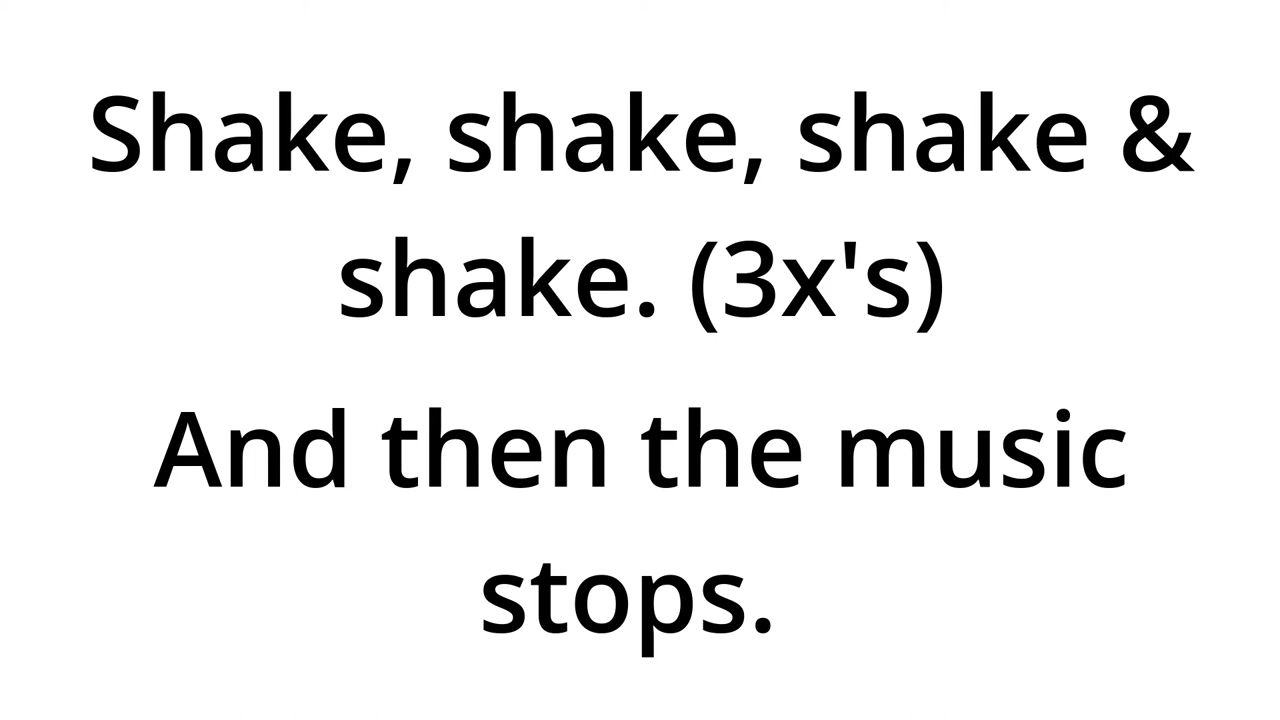 Shake, shake, shake &
shake. (3x's)
And then the music
stops.